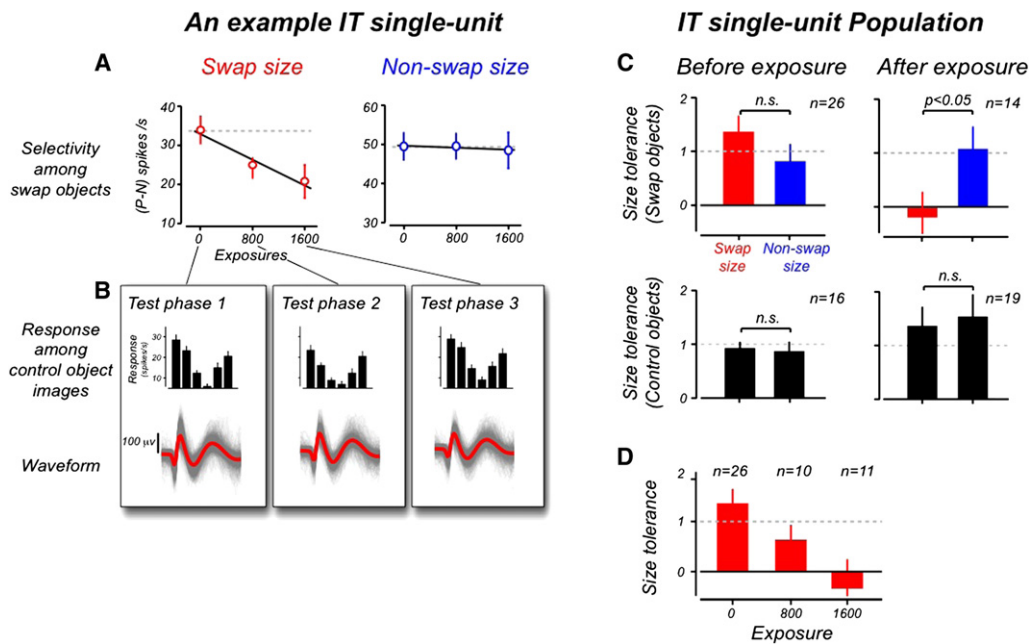 An example IT single-unit
IT single-unit Population
A
Swap size
Non-swap size
Selectivity
among
swap objects
(P-N) spikes /s
40
30
20
10
0
800
1600
60
50
40
30
0
800
1600
Exposures
B
Response
among
control object
images
Waveform
Test phase 1
Response
(spikes/s)
30
20
10
100 μv
Test phase 2
Test phase 3
C
Before exposure
After exposure
Size tolerance
(Swap objects)
2
1
0
n.s.
n=26
Swap
size
Non-swap
size
p<0.05
n=14
Size tolerance
(Control objects)
2
1
0
n.s.
n=16
n.s.
n=19
D
Size tolerance
2
1
0
n=26
n=10
n=11
0
800
1600
Exposure